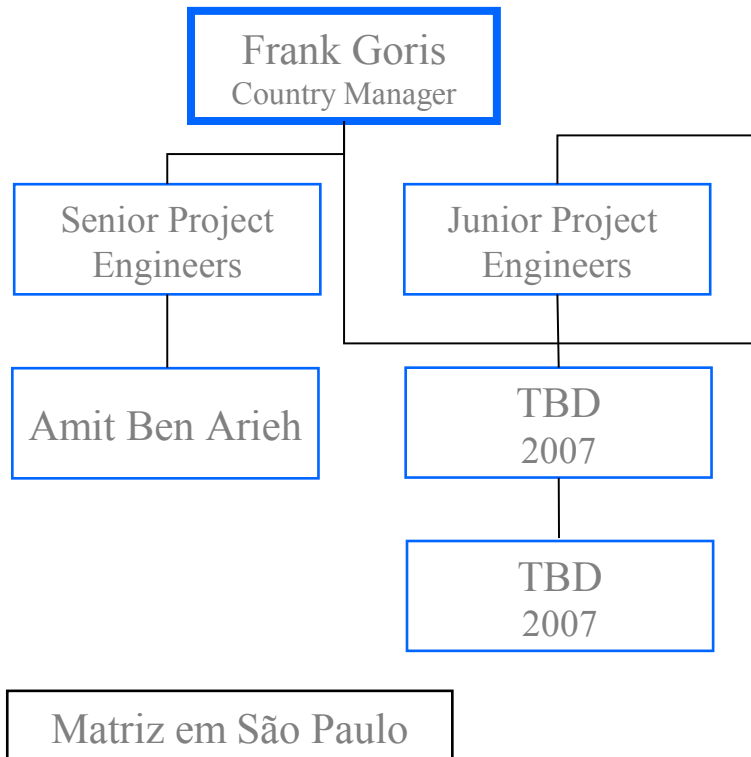 Frank Goris
Country Manager
Senior Project
Engineers
Junior Project
Engineers
Amit Ben Arieh
TBD
2007
TBD
2007
Matriz em São Paulo